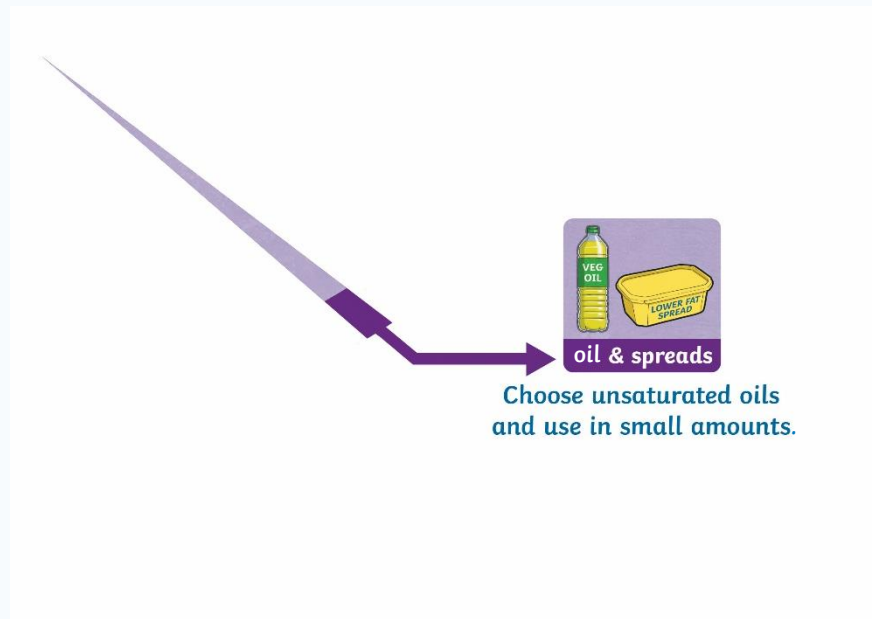 VEG
OIL
LOWER FAT
SPREAD
oil & spreads
Choose unsaturated oils
and use in small amounts.